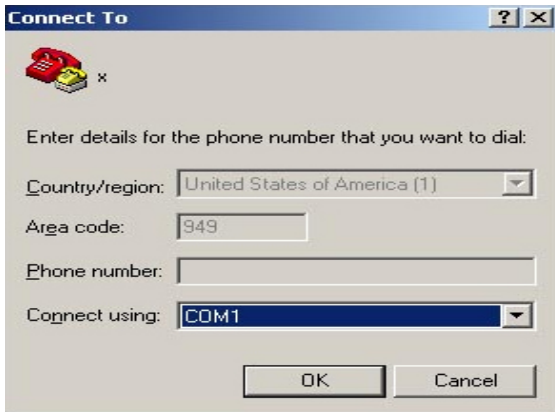 Connect To
x
Enter details for the phone number that you want to dial:
Country/region: United States of America (1)
Area code: 949
Phone number:
Connect using: COM1
OK Cancel